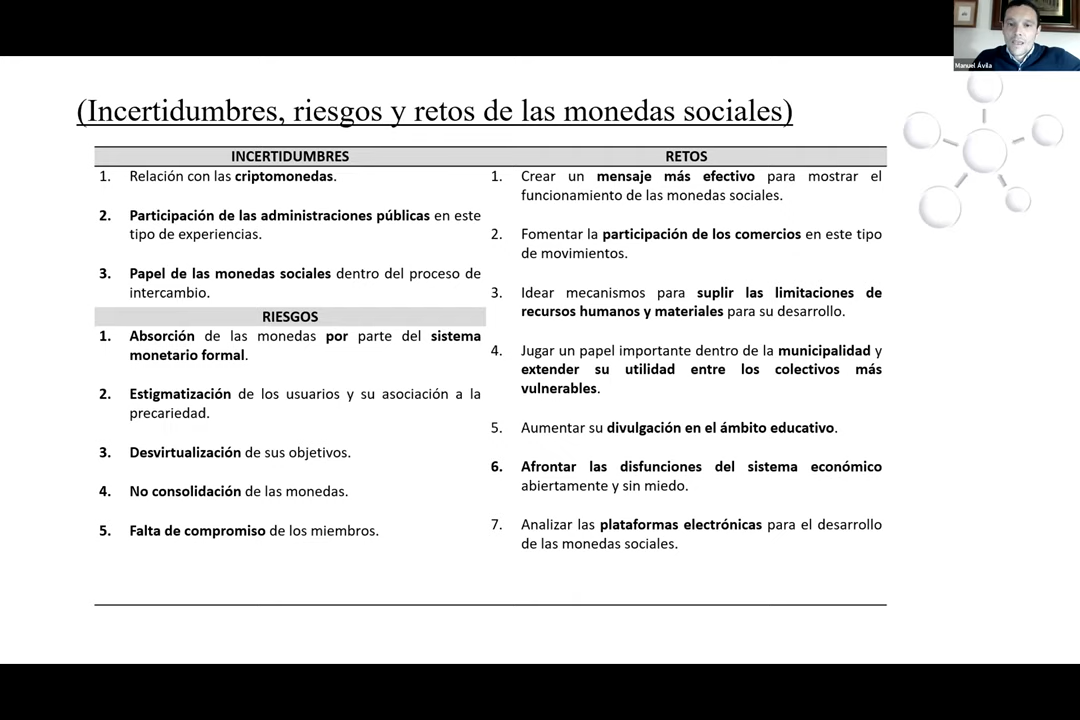 Manuel Ávila
(Incertidumbres, riesgos y retos de las monedas sociales)
INCERTIDUMBRES
1. Relación con las criptomonedas.
2. Participación de las administraciones públicas en este
tipo de experiencias.
3. Papel de las monedas sociales dentro del proceso de
intercambio.
RIESGOS
1. Absorción de las monedas por parte del sistema
monetario formal.
2. Estigmatización de los usuarios y su asociación a la
precariedad.
3. Desvirtualización de sus objetivos.
4. No consolidación de las monedas.
5. Falta de compromiso de los miembros.
RETOS
1. Crear un mensaje más efectivo para mostrar el
funcionamiento de las monedas sociales.
2. Fomentar la participación de los comercios en este tipo
de movimientos.
3. Idear mecanismos para suplir las limitaciones de
recursos humanos y materiales para su desarrollo.
4. Jugar un papel importante dentro de la municipalidad y
extender su utilidad entre los colectivos más
vulnerables.
5. Aumentar su divulgación en el ámbito educativo.
6. Afrontar las disfunciones del sistema económico
abiertamente y sin miedo.
7. Analizar las plataformas electrónicas para el desarrollo
de las monedas sociales.